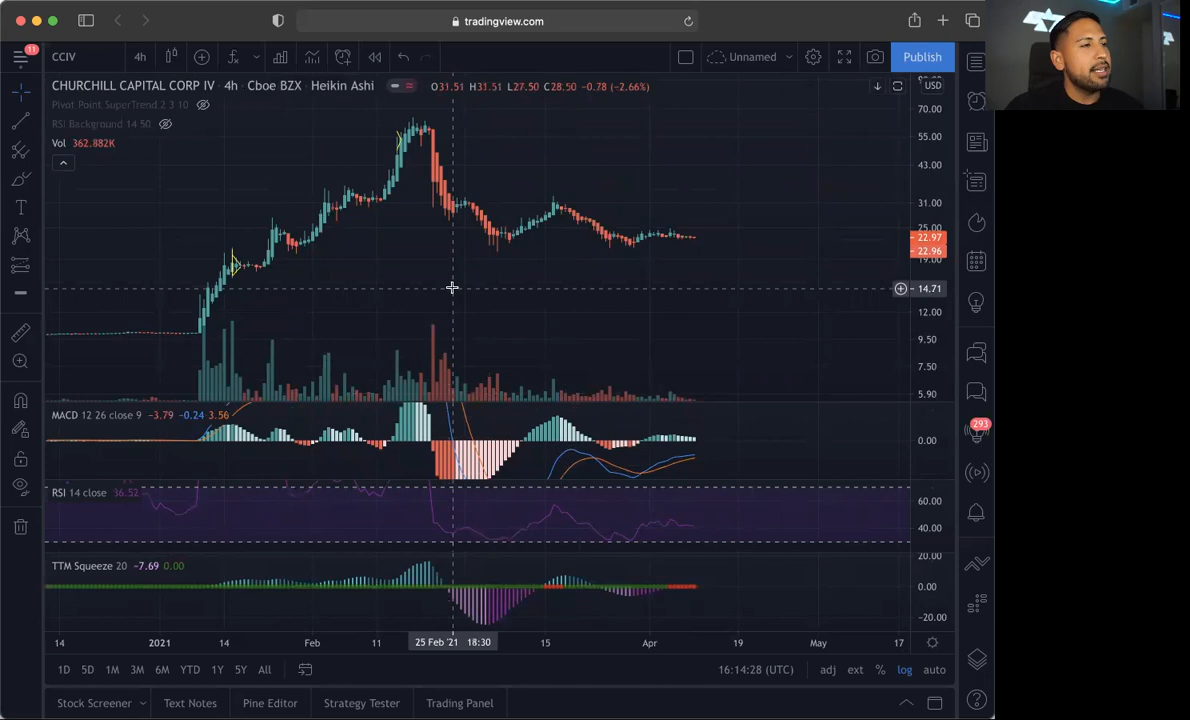 tradingview.com
11
CCIV
4h
Unnamed
Publish
CHURCHILL CAPITAL CORP IV · 4h · Cboe BZX · Heikin Ashi
O31.51 H31.51 L27.50 C28.50 -0.78 (-2.66%)
USD
Pivot Point SuperTrend 2 3 10
RSI Background 14 50
Vol 362.882K
70.00
55.00
43.00
31.00
25.00
22.97
22.96
19.00
14.71
12.00
9.50
7.50
5.90
MACD 12 26 close 9 -3.79 -0.24 3.56
0.00
293
RSI 14 close 36.52
60.00
40.00
TTM Squeeze 20 -7.69 0.00
20.00
0.00
-20.00
14
2021
14
Feb
11
25 Feb '21 18:30
15
Apr
19
May
17
1D 5D 1M 3M 6M YTD 1Y 5Y All
16:14:28 (UTC)
adj ext % log auto
Stock Screener
Text Notes
Pine Editor
Strategy Tester
Trading Panel